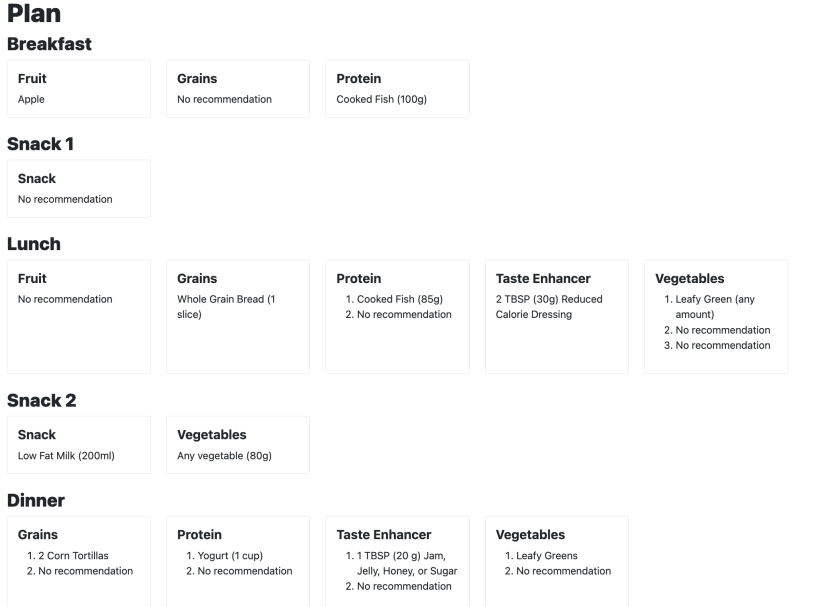 Plan
Breakfast
Fruit
Apple
Grains
No recommendation
Protein
Cooked Fish (100g)
Snack 1
Snack
No recommendation
Lunch
Fruit
No recommendation
Grains
Whole Grain Bread (1
slice)
Protein
1. Cooked Fish (85g)
2. No recommendation
Taste Enhancer
2 TBSP (30g) Reduced
Calorie Dressing
Vegetables
1. Leafy Green (any
amount)
2. No recommendation
3. No recommendation
Snack 2
Snack
Low Fat Milk (200ml)
Vegetables
Any vegetable (80g)
Dinner
Grains
1. 2 Corn Tortillas
2. No recommendation
Protein
1. Yogurt (1 cup)
2. No recommendation
Taste Enhancer
1. 1 TBSP (20 g) Jam,
Jelly, Honey, or Sugar
2. No recommendation
Vegetables
1. Leafy Greens
2. No recommendation